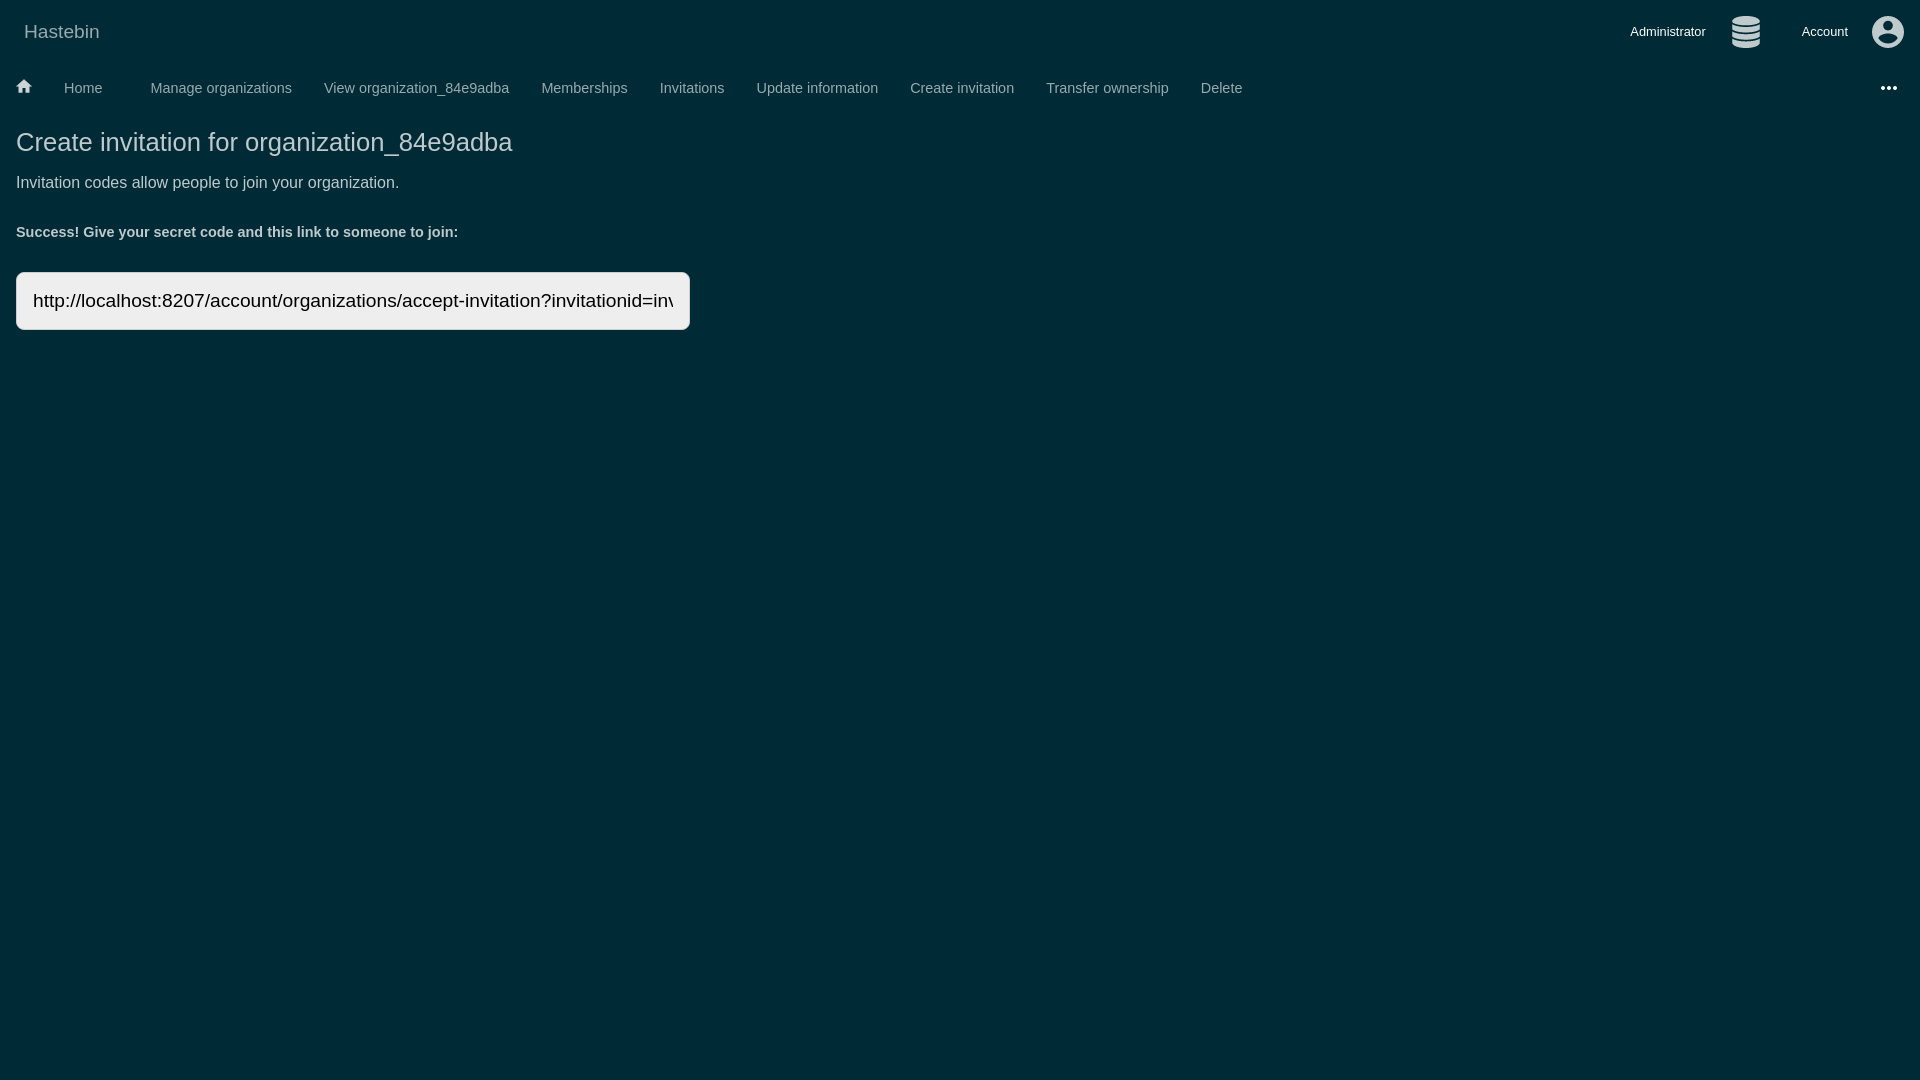 Hastebin
Administrator
Account
Home
Manage organizations
View organization_84e9adba
Memberships
Invitations
Update information
Create invitation
Transfer ownership
Delete
Create invitation for organization_84e9adba
Invitation codes allow people to join your organization.
Success! Give your secret code and this link to someone to join:
http://localhost:8207/account/organizations/accept-invitation?invitationid=inv